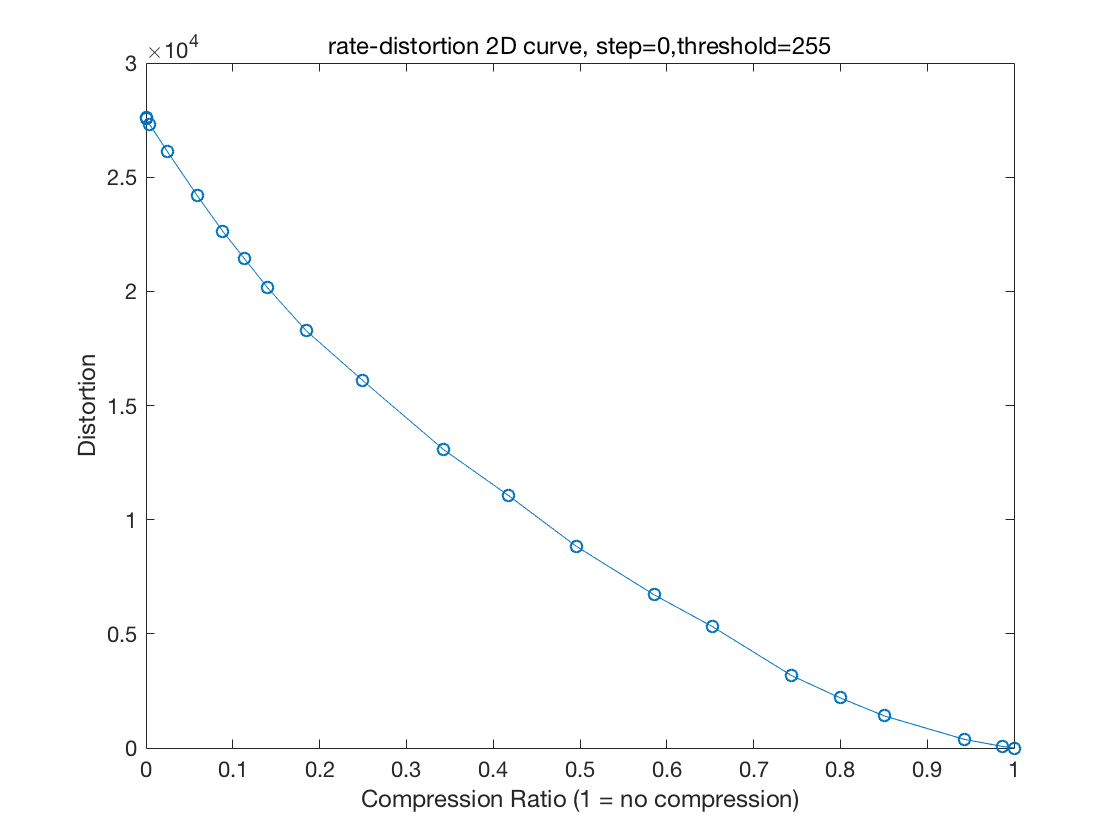 rate-distortion 2D curve, step=0,threshold=255
×10^4
3
2.5
2
1.5
1
0.5
0
Distortion
0 0.1 0.2 0.3 0.4 0.5 0.6 0.7 0.8 0.9 1
Compression Ratio (1 = no compression)